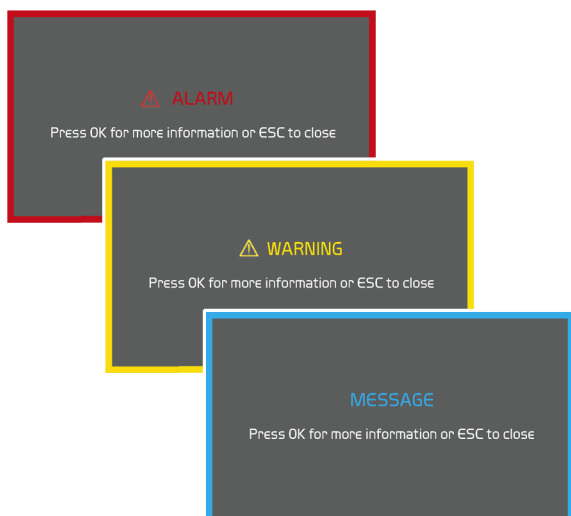 ALARM
Press OK for more information or ESC to close
WARNING
Press OK for more information or ESC to close
MESSAGE
Press OK for more information or ESC to close